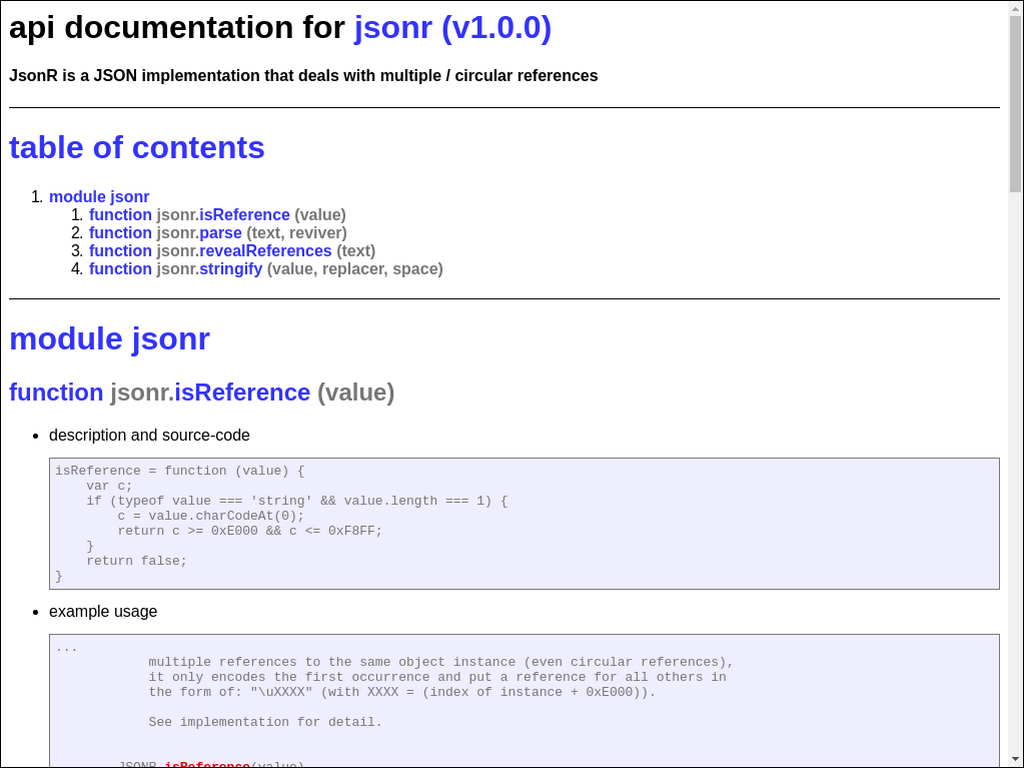 api documentation for jsonr (v1.0.0)
JsonR is a JSON implementation that deals with multiple / circular references
table of contents
1. module jsonr
1. function jsonr.isReference (value)
2. function jsonr.parse (text, reviver)
3. function jsonr.revealReferences (text)
4. function jsonr.stringify (value, replacer, space)
module jsonr
function jsonr.isReference (value)
• description and source-code
isReference = function (value) {
    var c;
    if (typeof value === 'string' && value.length === 1) {
        c = value.charCodeAt(0);
        return c >= 0xE000 && c <= 0xF8FF;
    }
    return false;
}
• example usage
...
            multiple references to the same object instance (even circular references),
            it only encodes the first occurrence and put a reference for all others in
            the form of: "\uXXXX" (with XXXX = (index of instance + 0xE000)).
            See implementation for detail.
        JSONR.isReference(value)